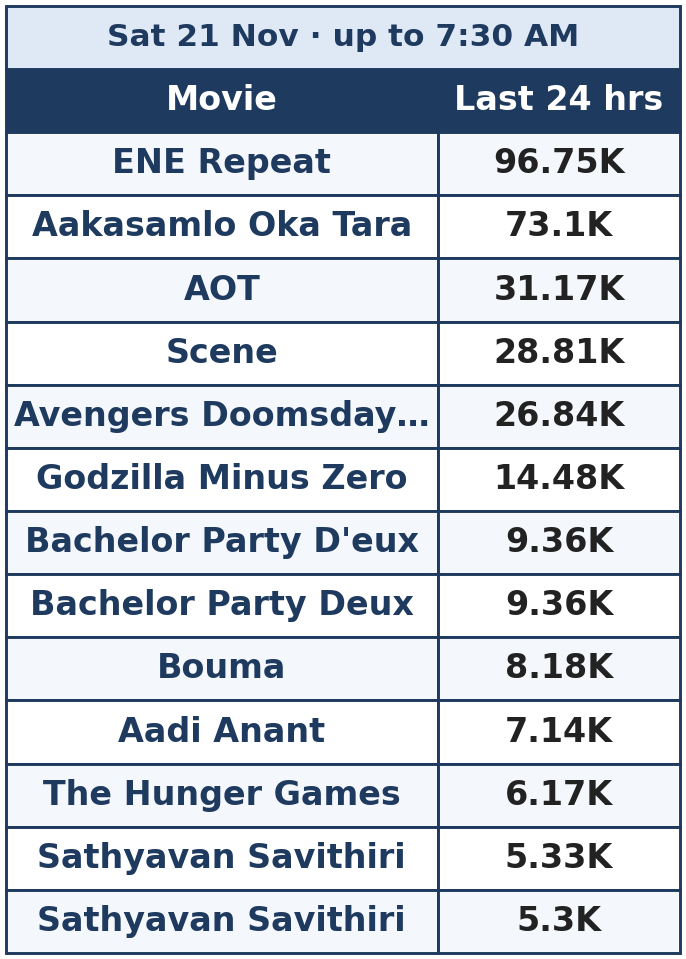 Sat 21 Nov · up to 7:30 AM
Movie Last 24 hrs
ENE Repeat 96.75K
Aakasamlo Oka Tara 73.1K
AOT 31.17K
Scene 28.81K
Avengers Doomsday... 26.84K
Godzilla Minus Zero 14.48K
Bachelor Party D'eux 9.36K
Bachelor Party Deux 9.36K
Bouma 8.18K
Aadi Anant 7.14K
The Hunger Games 6.17K
Sathyavan Savithiri 5.33K
Sathyavan Savithiri 5.3K